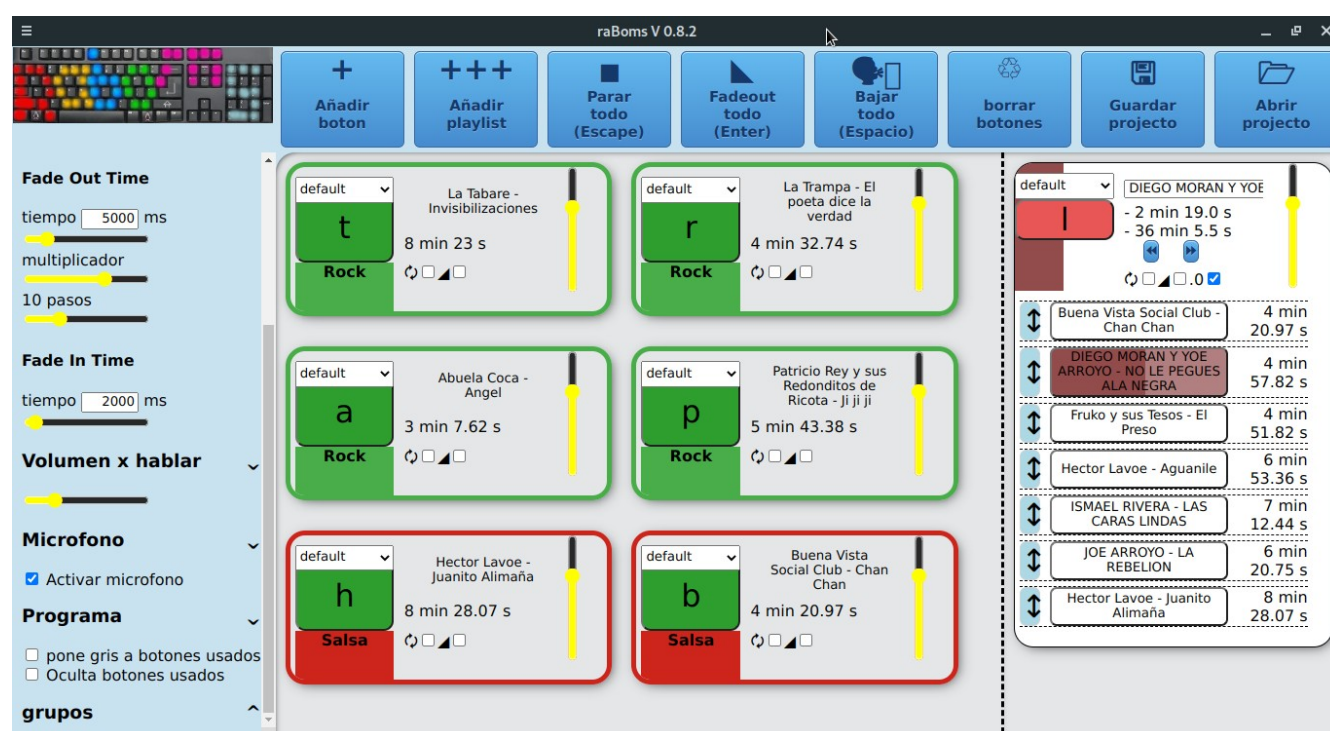 raBoms V 0.8.2
Añadir
boton
Añadir
playlist
Parar
todo
(Escape)
Fadeout
todo
(Enter)
Bajar
todo
(Espacio)
borrar
botones
Guardar
projecto
Abrir
projecto
Fade Out Time
tiempo 5000 ms
multiplicador
10 pasos
Fade In Time
tiempo 2000 ms
Volumen x hablar
Microfono
Activar microfono
Programa
pone gris a botones usados
Oculta botones usados
grupos
default
t
Rock
La Tabare -
Invisibilizaciones
8 min 23 s
default
r
Rock
La Trampa - El
poeta dice la
verdad
4 min 32.74 s
default
a
Rock
Abuela Coca -
Angel
3 min 7.62 s
default
p
Rock
Patricio Rey y sus
Redonditos de
Ricota - Ji ji ji
5 min 43.38 s
default
h
Salsa
Hector Lavoe -
Juanito Alimaña
8 min 28.07 s
default
b
Salsa
Buena Vista
Social Club - Chan
Chan
4 min 20.97 s
default
l
DIEGO MORAN Y YOE
- 2 min 19.0 s
- 36 min 5.5 s
.0
Buena Vista Social Club -
Chan Chan
4 min
20.97 s
DIEGO MORAN Y YOE
ARROYO - NO LE PEGUES
ALA NEGRA
4 min
57.82 s
Fruko y sus Tesos - El
Preso
4 min
51.82 s
Hector Lavoe - Aguanile
6 min
53.36 s
ISMAEL RIVERA - LAS
CARAS LINDAS
7 min
12.44 s
JOE ARROYO - LA
REBELION
6 min
20.75 s
Hector Lavoe - Juanito
Alimaña
8 min
28.07 s